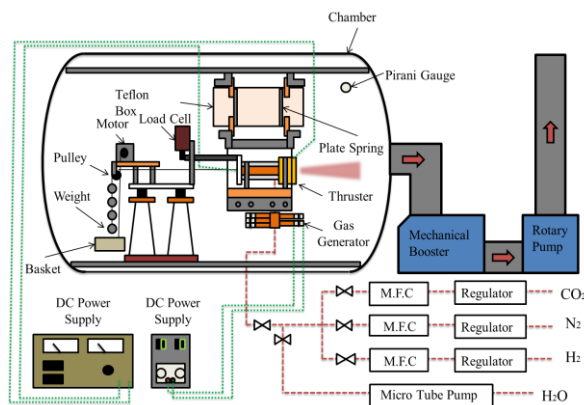 Chamber
Pirani Gauge
Teflon
Box
Load Cell
Motor
Plate Spring
Pulley
Thruster
Weight
Gas
Generator
Basket
Mechanical
Booster
Rotary
Pump
DC Power
Supply
DC Power
Supply
M.F.C
Regulator
CO2
M.F.C
Regulator
N2
M.F.C
Regulator
H2
Micro Tube Pump
H2O